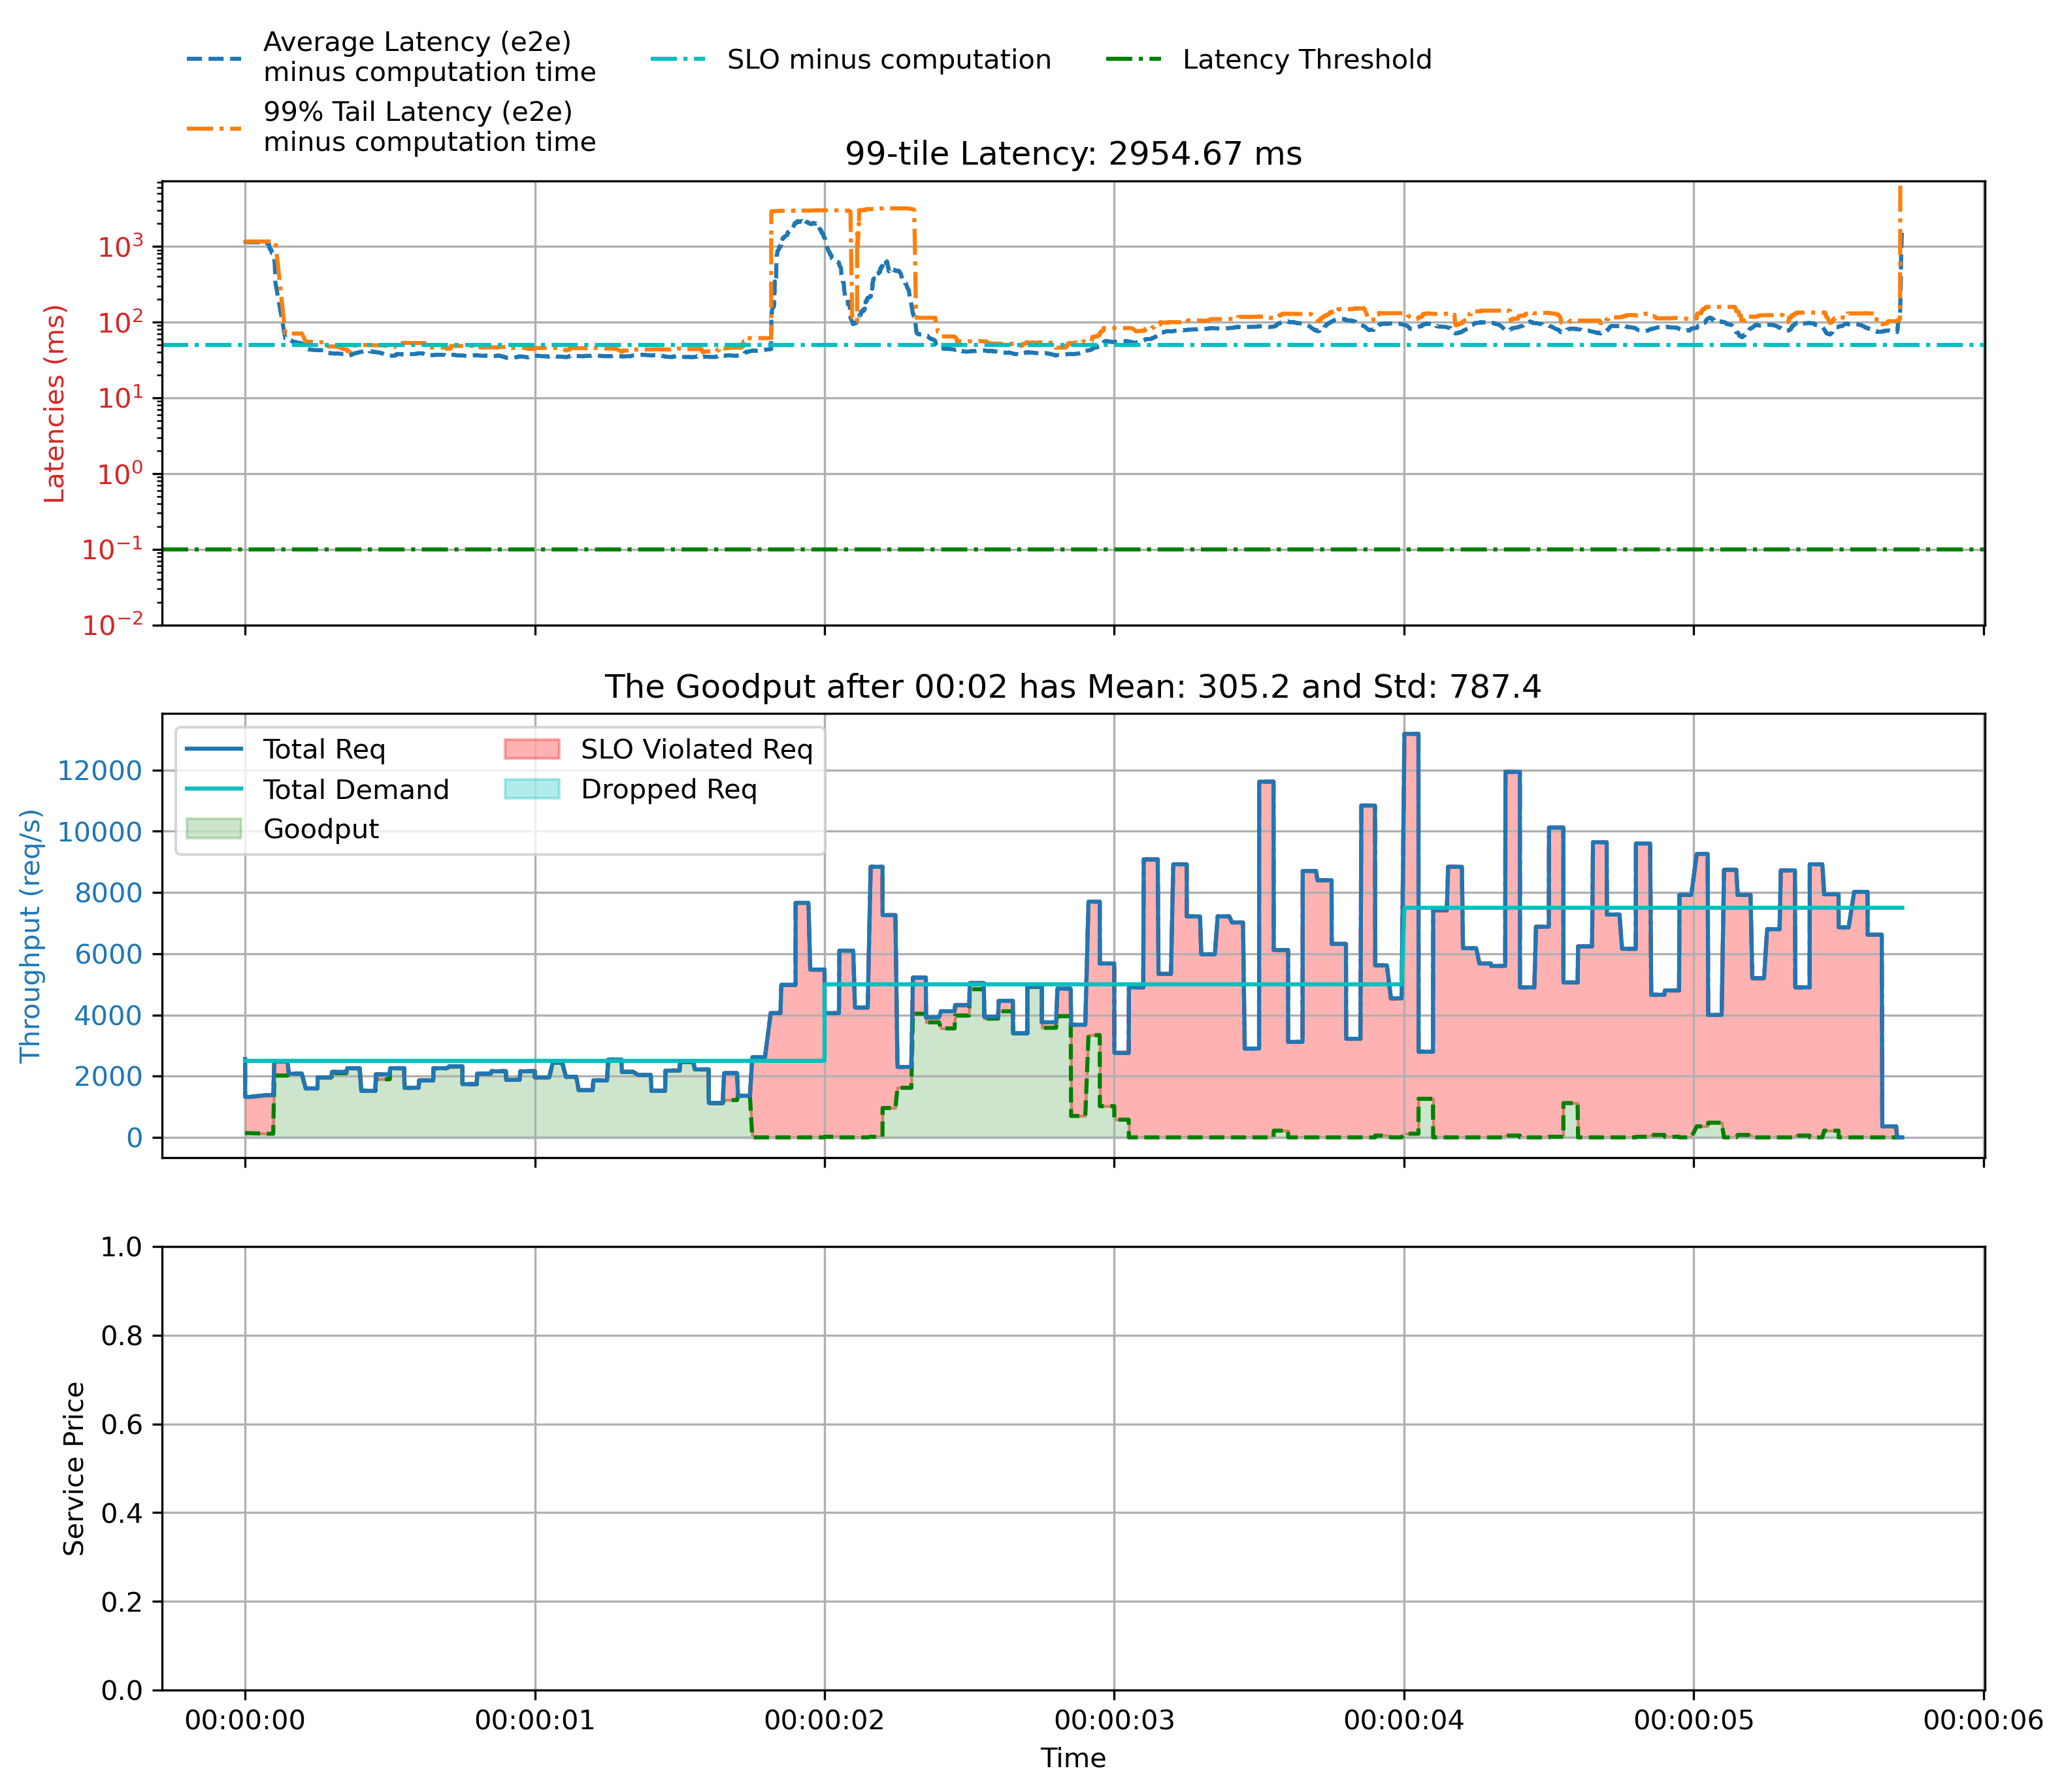 Average Latency (e2e)
minus computation time
99% Tail Latency (e2e)
minus computation time
SLO minus computation
Latency Threshold
99-tile Latency: 2954.67 ms
Latencies (ms)
10³
10²
10¹
10⁰
10⁻¹
10⁻²
The Goodput after 00:02 has Mean: 305.2 and Std: 787.4
Throughput (req/s)
12000
10000
8000
6000
4000
2000
0
Total Req
Total Demand
Goodput
SLO Violated Req
Dropped Req
Service Price
1.0
0.8
0.6
0.4
0.2
0.0
00:00:00 00:00:01 00:00:02 00:00:03 00:00:04 00:00:05 00:00:06
Time